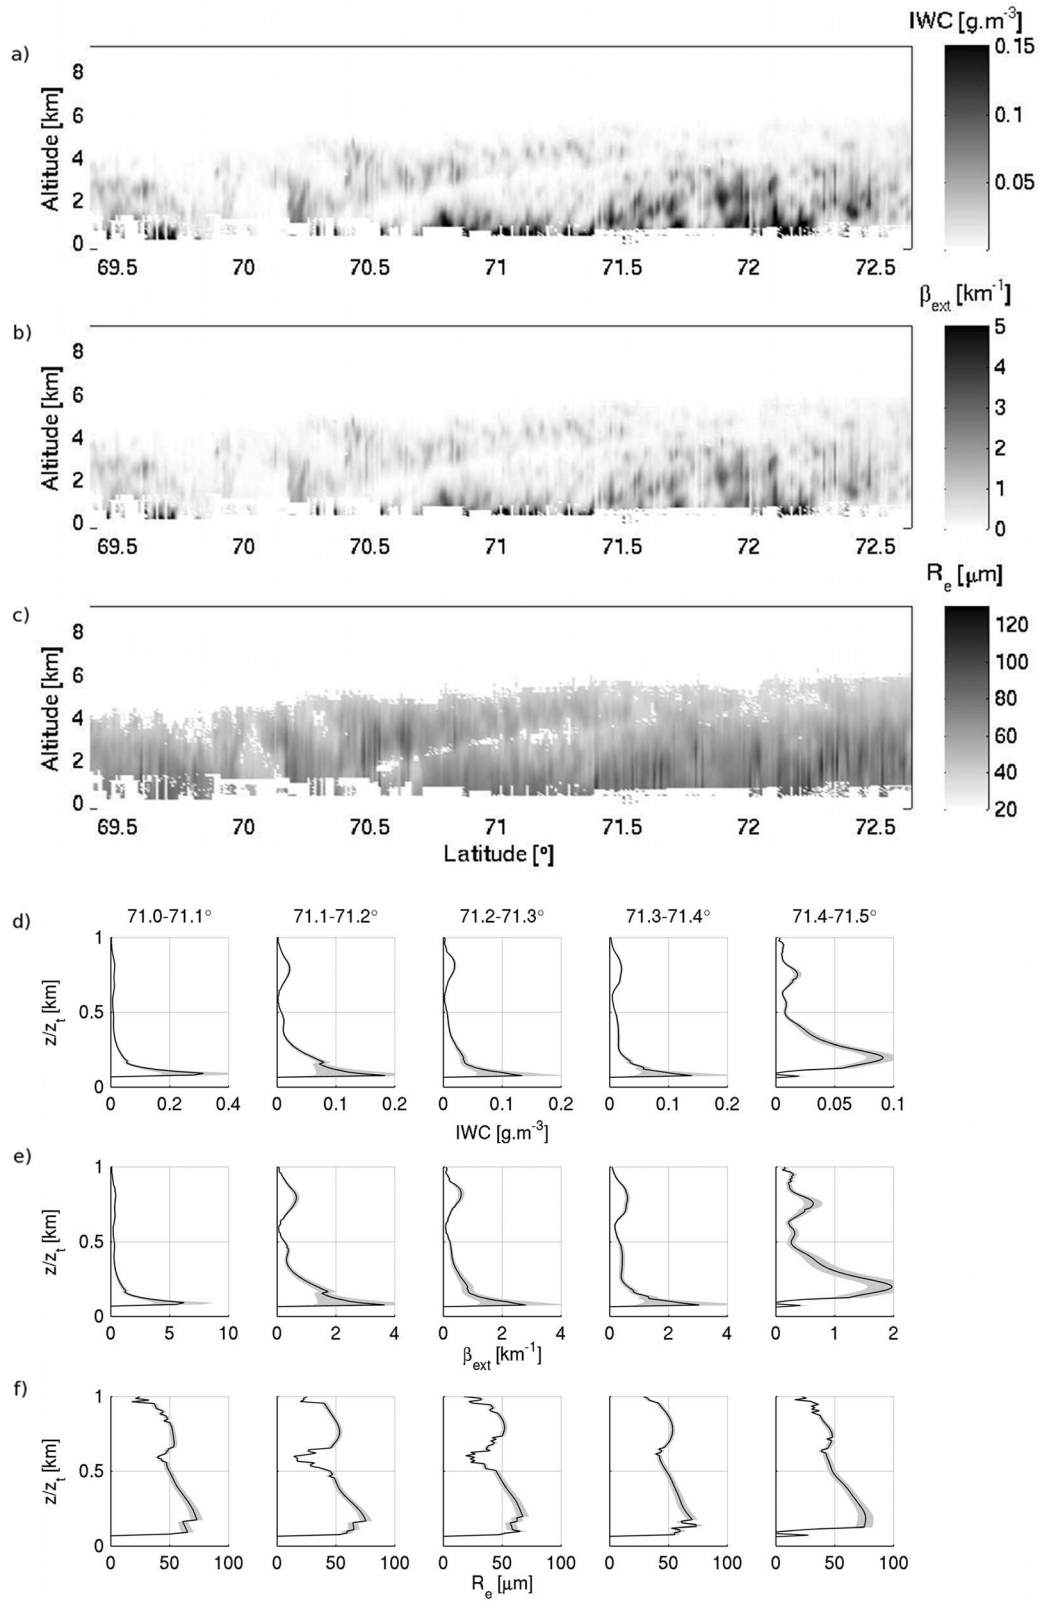 IWC [g.m-3]
a)
Altitude [km]
8
6
4
2
0
69.5 70 70.5 71 71.5 72 72.5
0.15
0.1
0.05
βext [km-1]
b)
Altitude [km]
8
6
4
2
0
69.5 70 70.5 71 71.5 72 72.5
5
4
3
2
1
0
Re [μm]
c)
Altitude [km]
8
6
4
2
0
69.5 70 70.5 71 71.5 72 72.5
Latitude [º]
120
100
80
60
40
20
d)
71.0-71.1° 71.1-71.2° 71.2-71.3° 71.3-71.4° 71.4-71.5°
z/zt [km]
1
0.5
0
0 0.2 0.4 0 0.1 0.2 0 0.1 0.2 0 0.1 0.2 0 0.05 0.1
IWC [g.m-3]
e)
z/zt [km]
1
0.5
0
0 5 10 0 2 4 0 2 4 0 2 4 0 1 2
βext [km-1]
f)
z/zt [km]
1
0.5
0
0 50 100 0 50 100 0 50 100 0 50 100 0 50 100
Re [μm]